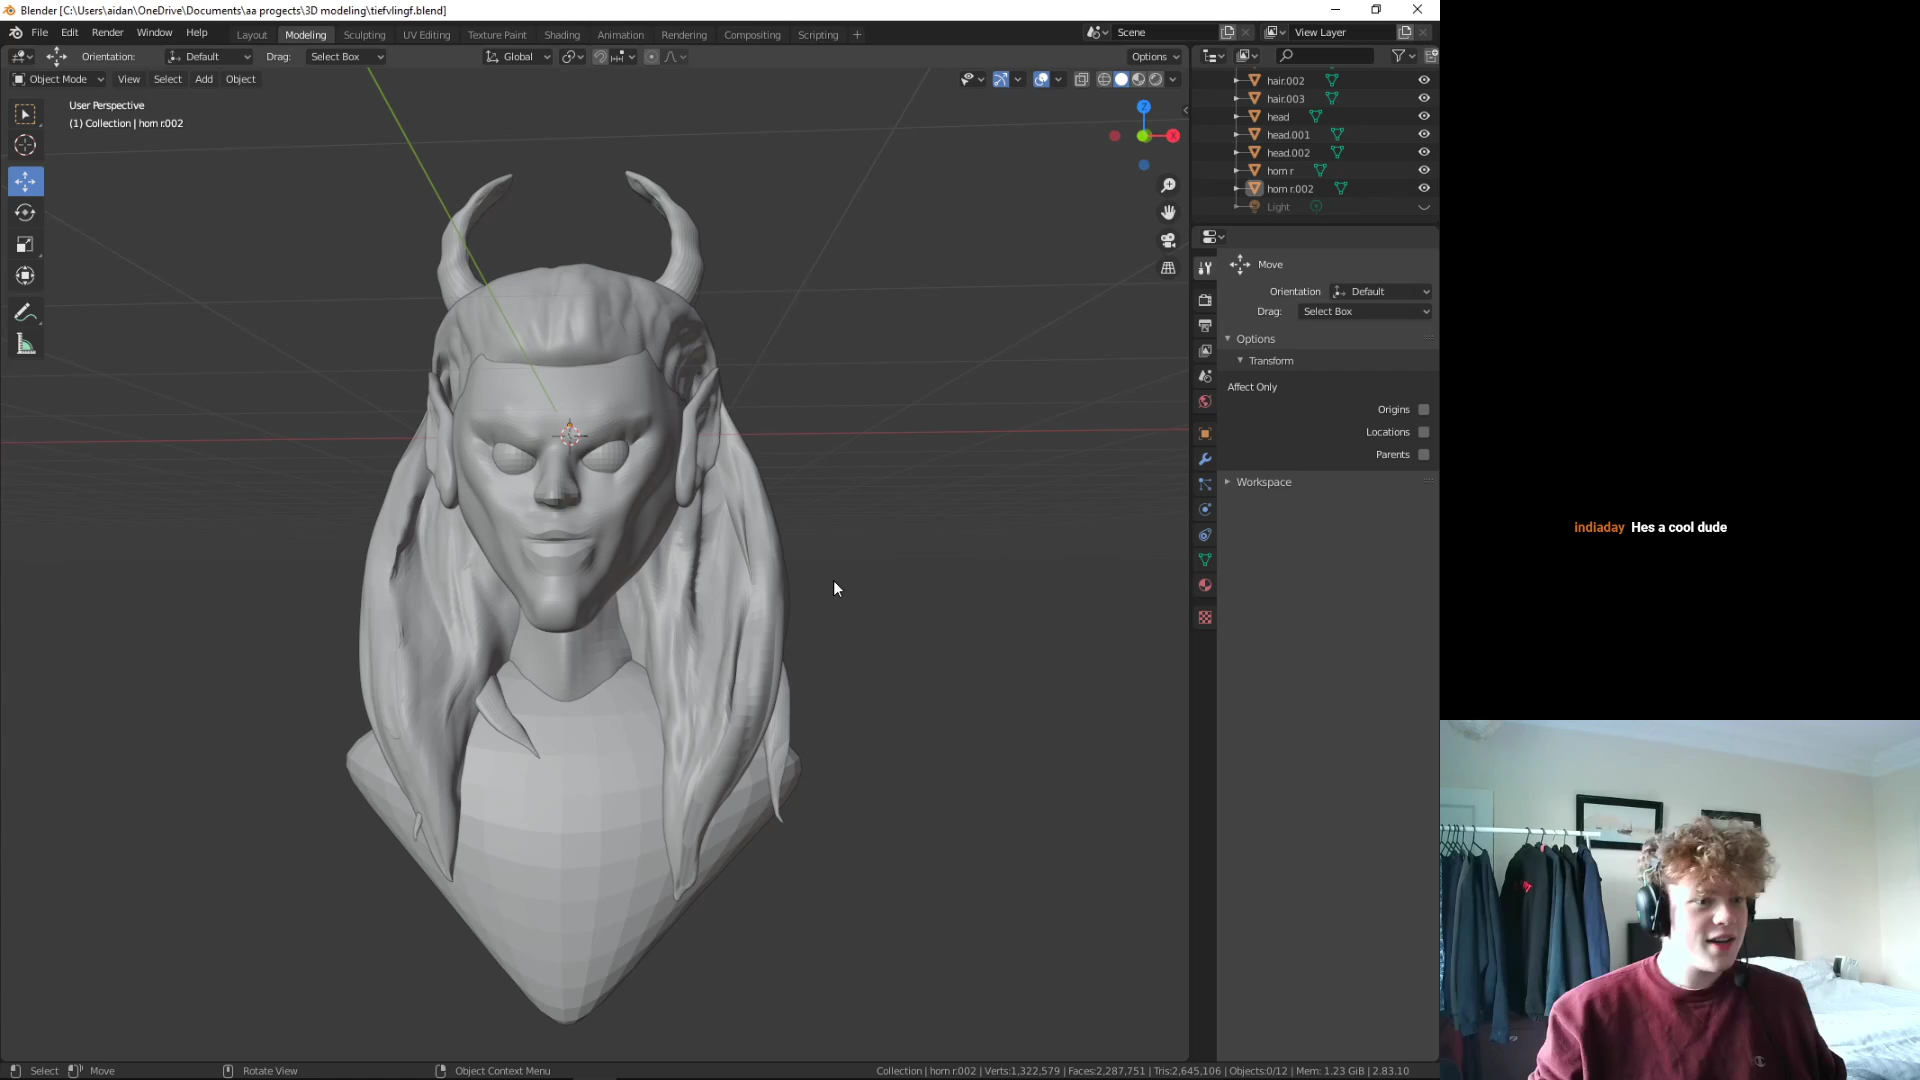 Blender [C:\Users\aidan\OneDrive\Documents\aa progects\3D modeling\tiefvlingf.blend]
File Edit Render Window Help
Layout Modeling Sculpting UV Editing Texture Paint Shading Animation Rendering Compositing Scripting +
Scene
View Layer
Orientation: Default Drag: Select Box
Global
Options
Object Mode View Select Add Object
User Perspective
(1) Collection | horn r.002
Z
X
hair.002
hair.003
head
head.001
head.002
horn r
horn r.002
Light
Move
Orientation Default
Drag: Select Box
Options
Transform
Affect Only
Origins
Locations
Parents
Workspace
indiaday Hes a cool dude
Select Move Rotate View Object Context Menu
Collection | horn r.002 | Verts:1,322,579 | Faces:2,287,751 | Tris:2,645,106 | Objects:0/12 | Mem: 1.23 GiB | 2.83.10